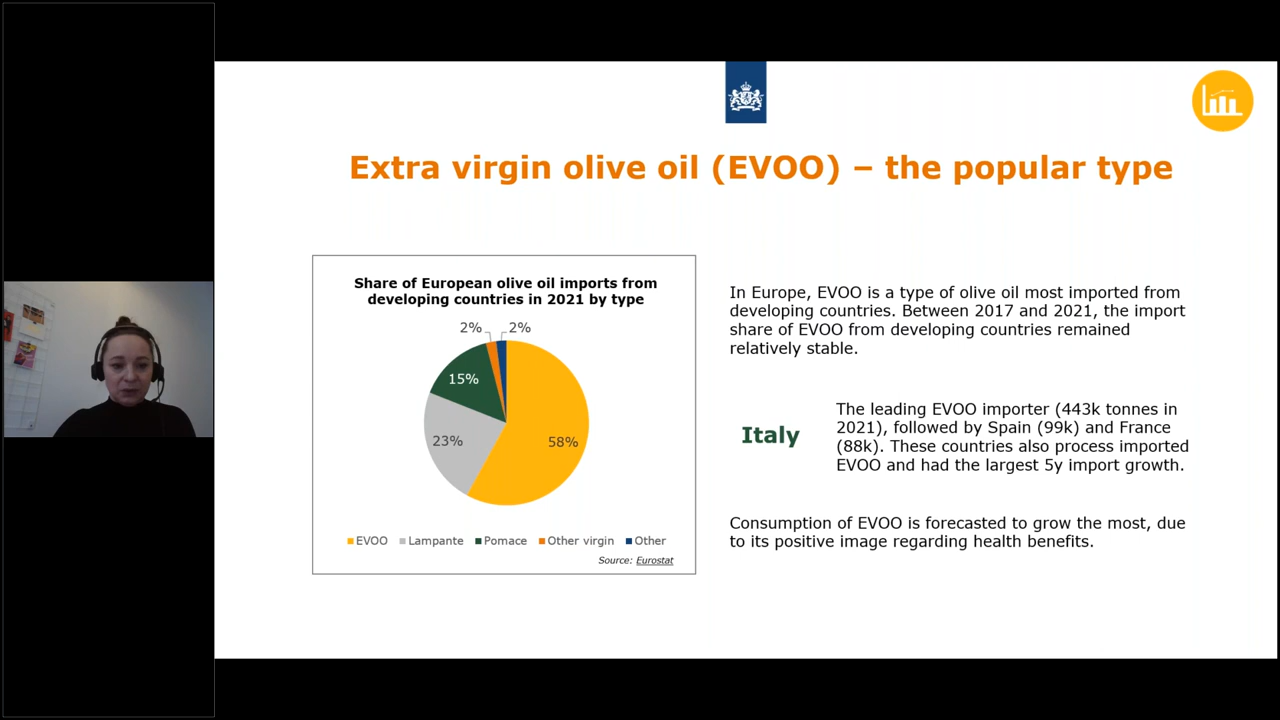 Extra virgin olive oil (EVOO) – the popular type
Share of European olive oil imports from
developing countries in 2021 by type
2%
2%
15%
23%
58%
EVOO
Lampante
Pomace
Other virgin
Other
Source: Eurostat
In Europe, EVOO is a type of olive oil most imported from
developing countries. Between 2017 and 2021, the import
share of EVOO from developing countries remained
relatively stable.
Italy
The leading EVOO importer (443k tonnes in
2021), followed by Spain (99k) and France
(88k). These countries also process imported
EVOO and had the largest 5y import growth.
Consumption of EVOO is forecasted to grow the most, due
to its positive image regarding health benefits.